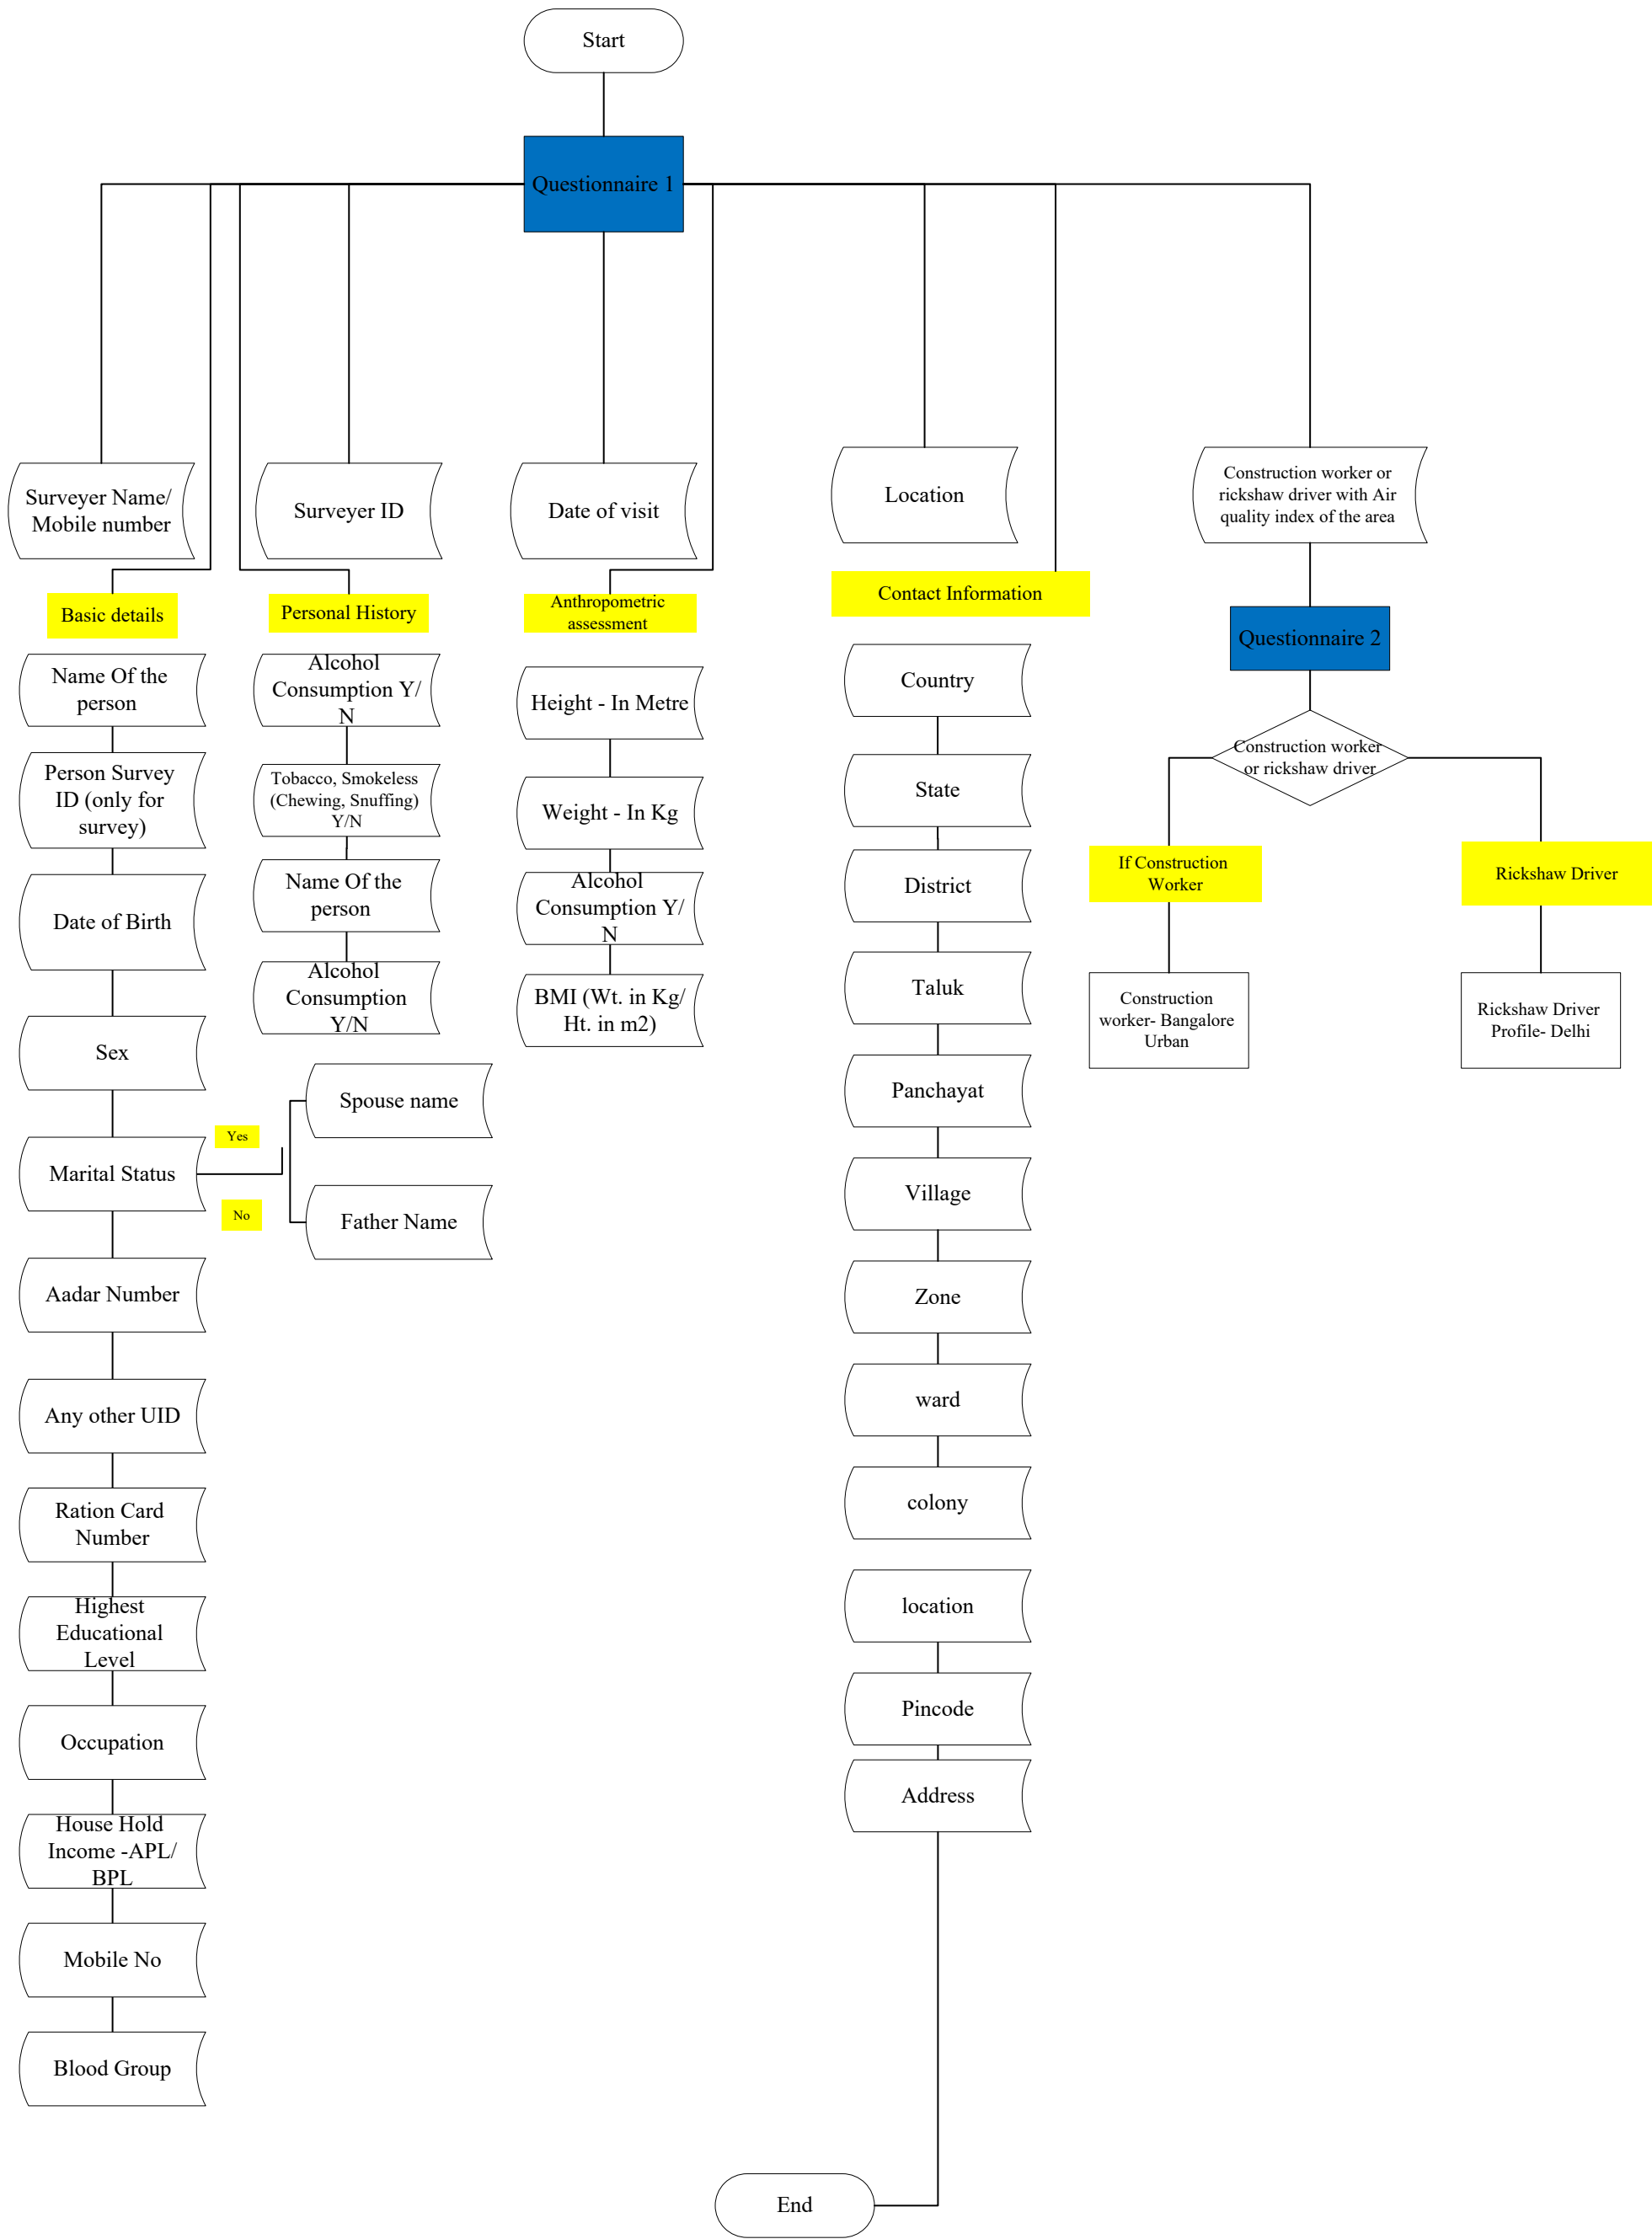 Start
Questionnaire 1
Surveyer Name/
Mobile number
Surveyer ID
Date of visit
Location
Construction worker or
rickshaw driver with Air
quality index of the area
Basic details
Name Of the
person
Person Survey
ID (only for
survey)
Date of Birth
Sex
Marital Status
Yes
No
Spouse name
Father Name
Aadar Number
Any other UID
Ration Card
Number
Highest
Educational
Level
Occupation
House Hold
Income -APL/
BPL
Mobile No
Blood Group
Personal History
Alcohol
Consumption Y/
N
Tobacco, Smokeless
(Chewing, Snuffing)
Y/N
Name Of the
person
Alcohol
Consumption
Y/N
Anthropometric
assessment
Height - In Metre
Weight - In Kg
Alcohol
Consumption Y/
N
BMI (Wt. in Kg/
Ht. in m2)
Contact Information
Country
State
District
Taluk
Panchayat
Village
Zone
ward
colony
location
Pincode
Address
Questionnaire 2
Construction worker
or rickshaw driver
If Construction
Worker
Rickshaw Driver
Construction
worker- Bangalore
Urban
Rickshaw Driver
Profile- Delhi
End